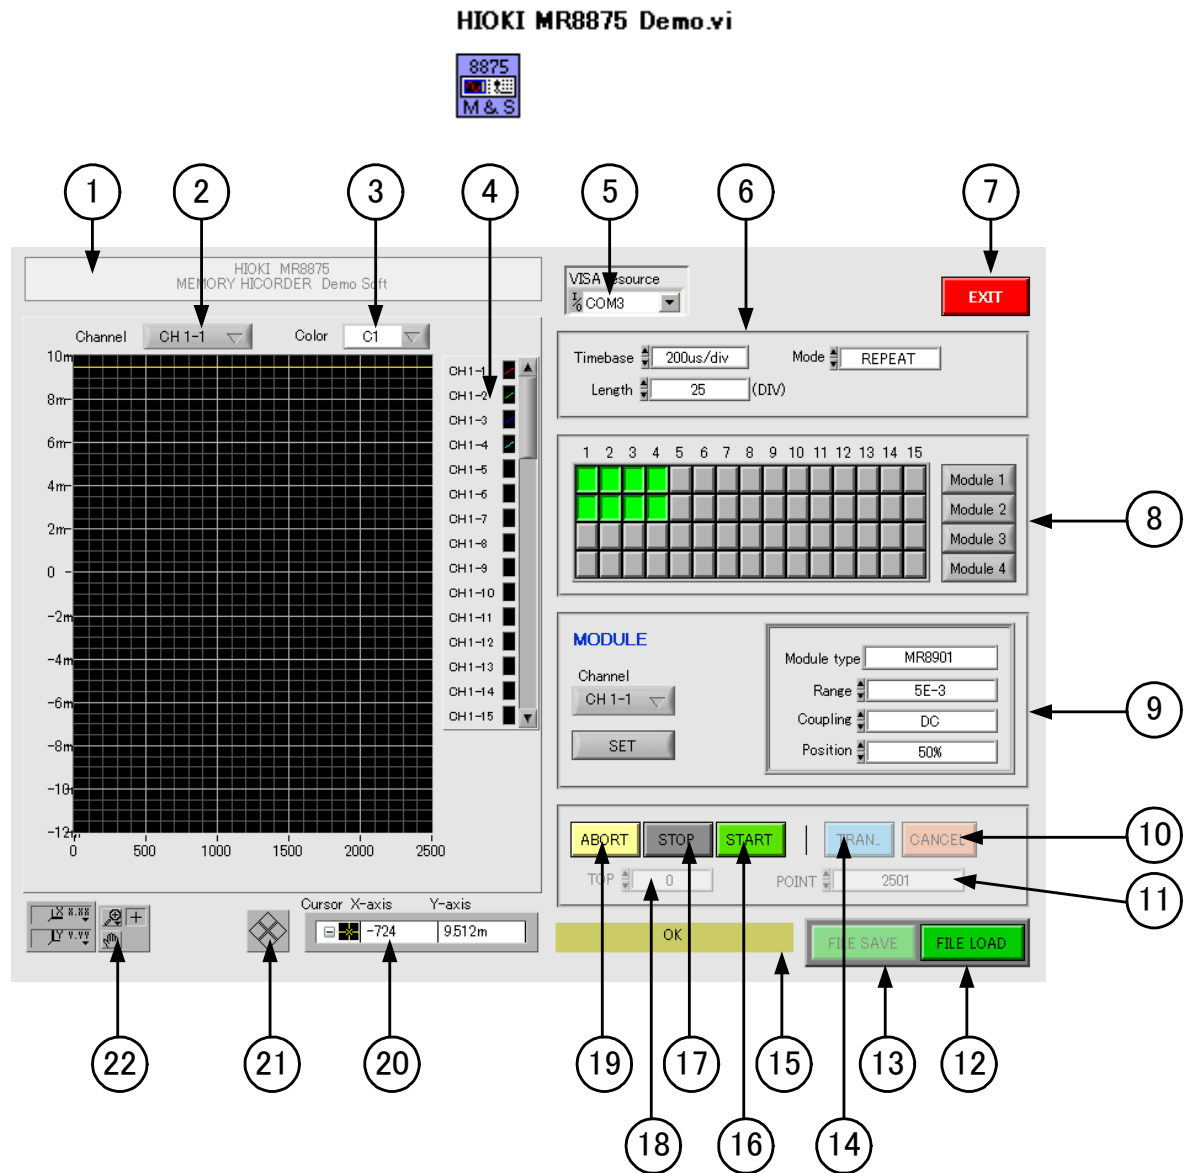 HIOKI MR8875 Demo.vi
8875
M & S
1
2
3
4
5
6
7
HIOKI MR8875
MEMORY HICORDER Demo Soft
VISA resource
I/O COM3
EXIT
Channel CH 1-1 Color C1
Timebase 200us/div Mode REPEAT
Length 25 (DIV)
10m
8m
6m
4m
2m
0
-2m
-4m
-6m
-8m
-10m
-12m
0 500 1000 1500 2000 2500
CH1-1
CH1-2
CH1-3
CH1-4
CH1-5
CH1-6
CH1-7
CH1-8
CH1-9
CH1-10
CH1-11
CH1-12
CH1-13
CH1-14
CH1-15
1 2 3 4 5 6 7 8 9 10 11 12 13 14 15
Module 1
Module 2
Module 3
Module 4
8
MODULE
Channel
CH 1-1
SET
Module type MR8901
Range 5E-3
Coupling DC
Position 50%
9
ABORT STOP START TRAN.. CANCEL
10
TOP 0 POINT 2501
11
X X.XX
Y Y.YY
Cursor X-axis Y-axis
-724 9.512m
OK
FILE SAVE FILE LOAD
22
21
20
19
17
15
13
12
18
16
14